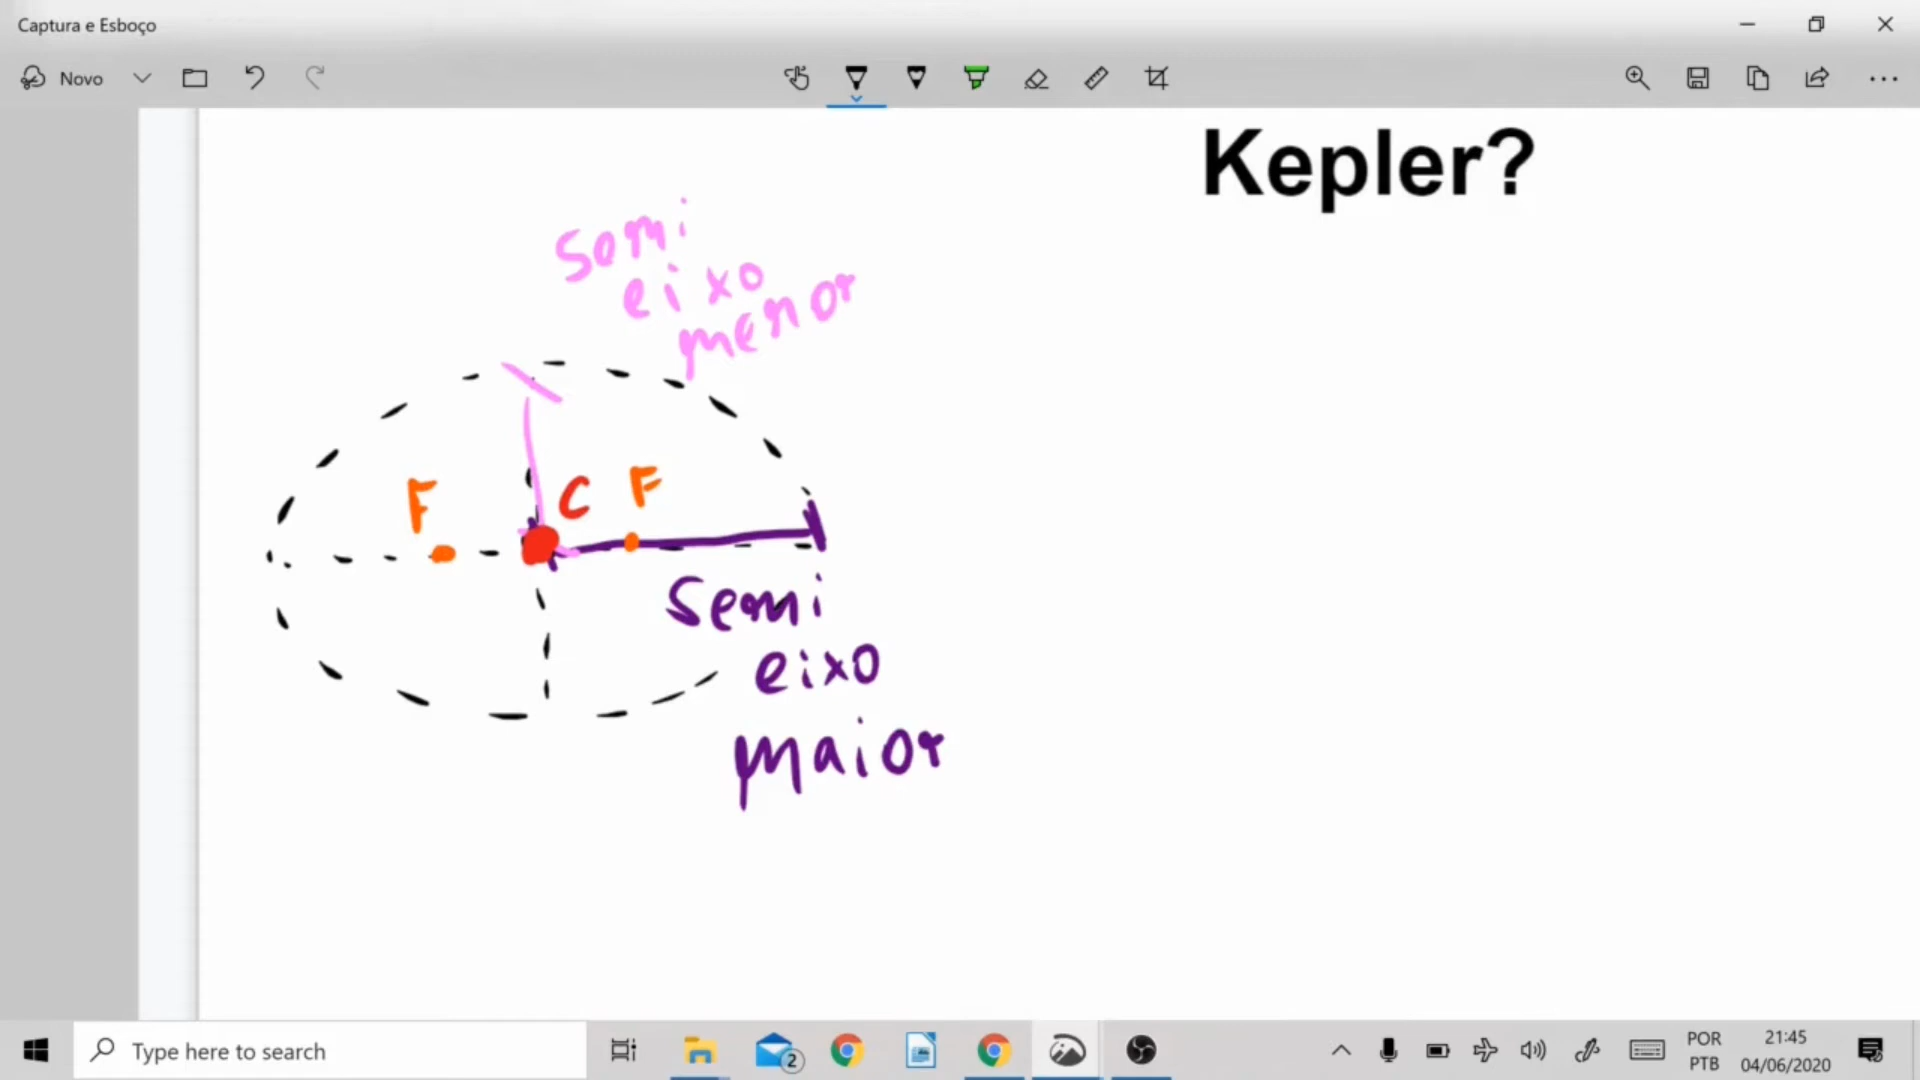 Captura e Esboço
Novo
Kepler?
Semi
eixo
menor
F
C
F
Semi
eixo
maior
Type here to search
2
POR
PTB
21:45
04/06/2020